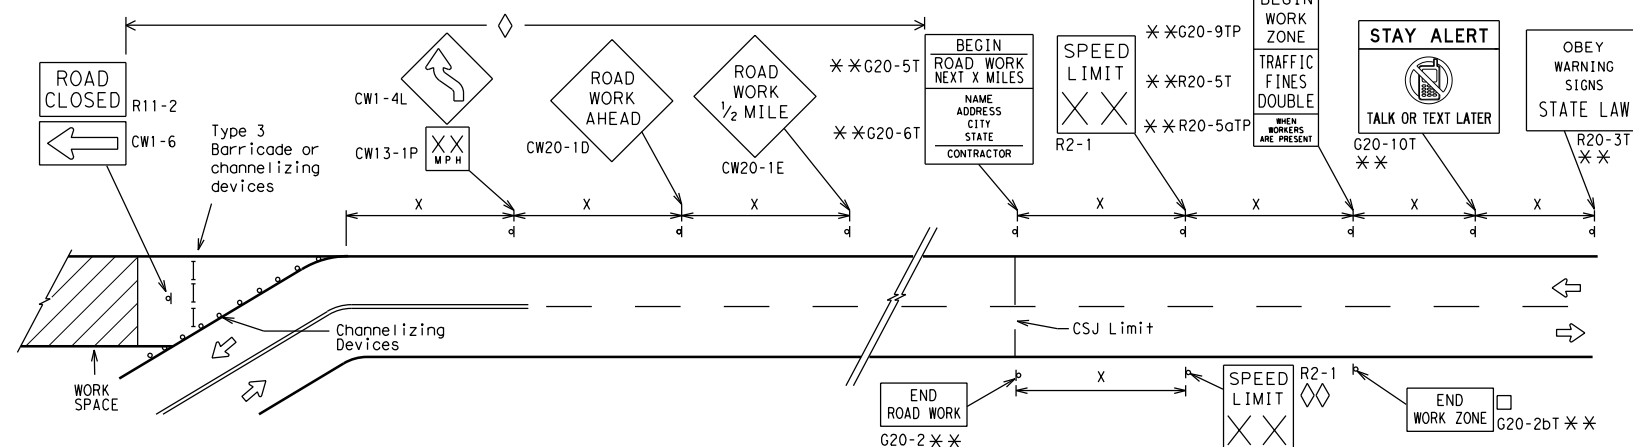 ROAD
CLOSED
R11-2
CW1-6
Type 3
Barricade or
channelizing
devices
CW1-4L
XX
MPH
CW13-1P
ROAD
WORK
AHEAD
CW20-1D
ROAD
WORK
1/2 MILE
CW20-1E
✳✳G20-5T
✳✳G20-6T
BEGIN
ROAD WORK
NEXT X MILES
NAME
ADDRESS
CITY
STATE
CONTRACTOR
SPEED
LIMIT
XX
R2-1
✳✳G20-9TP
✳✳R20-5T
✳✳R20-5aTP
BEGIN
WORK
ZONE
TRAFFIC
FINES
DOUBLE
WHEN
WORKERS
ARE PRESENT
STAY ALERT
TALK OR TEXT LATER
G20-10T
✳✳
OBEY
WARNING
SIGNS
STATE LAW
R20-3T
✳✳
X
X
X
X
X
X
X
Channelizing
Devices
CSJ Limit
WORK
SPACE
END
ROAD WORK
G20-2 ✳✳
X
SPEED
LIMIT
XX
R2-1
END
WORK ZONE
G20-2bT ✳✳